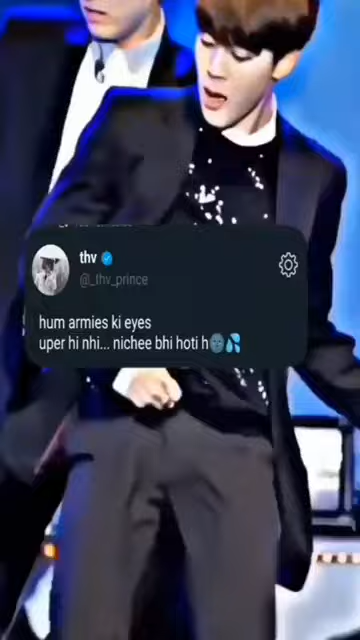 thv
@_thv_prince
hum armies ki eyes
uper hi nhi... nichee bhi hoti h🌚💦